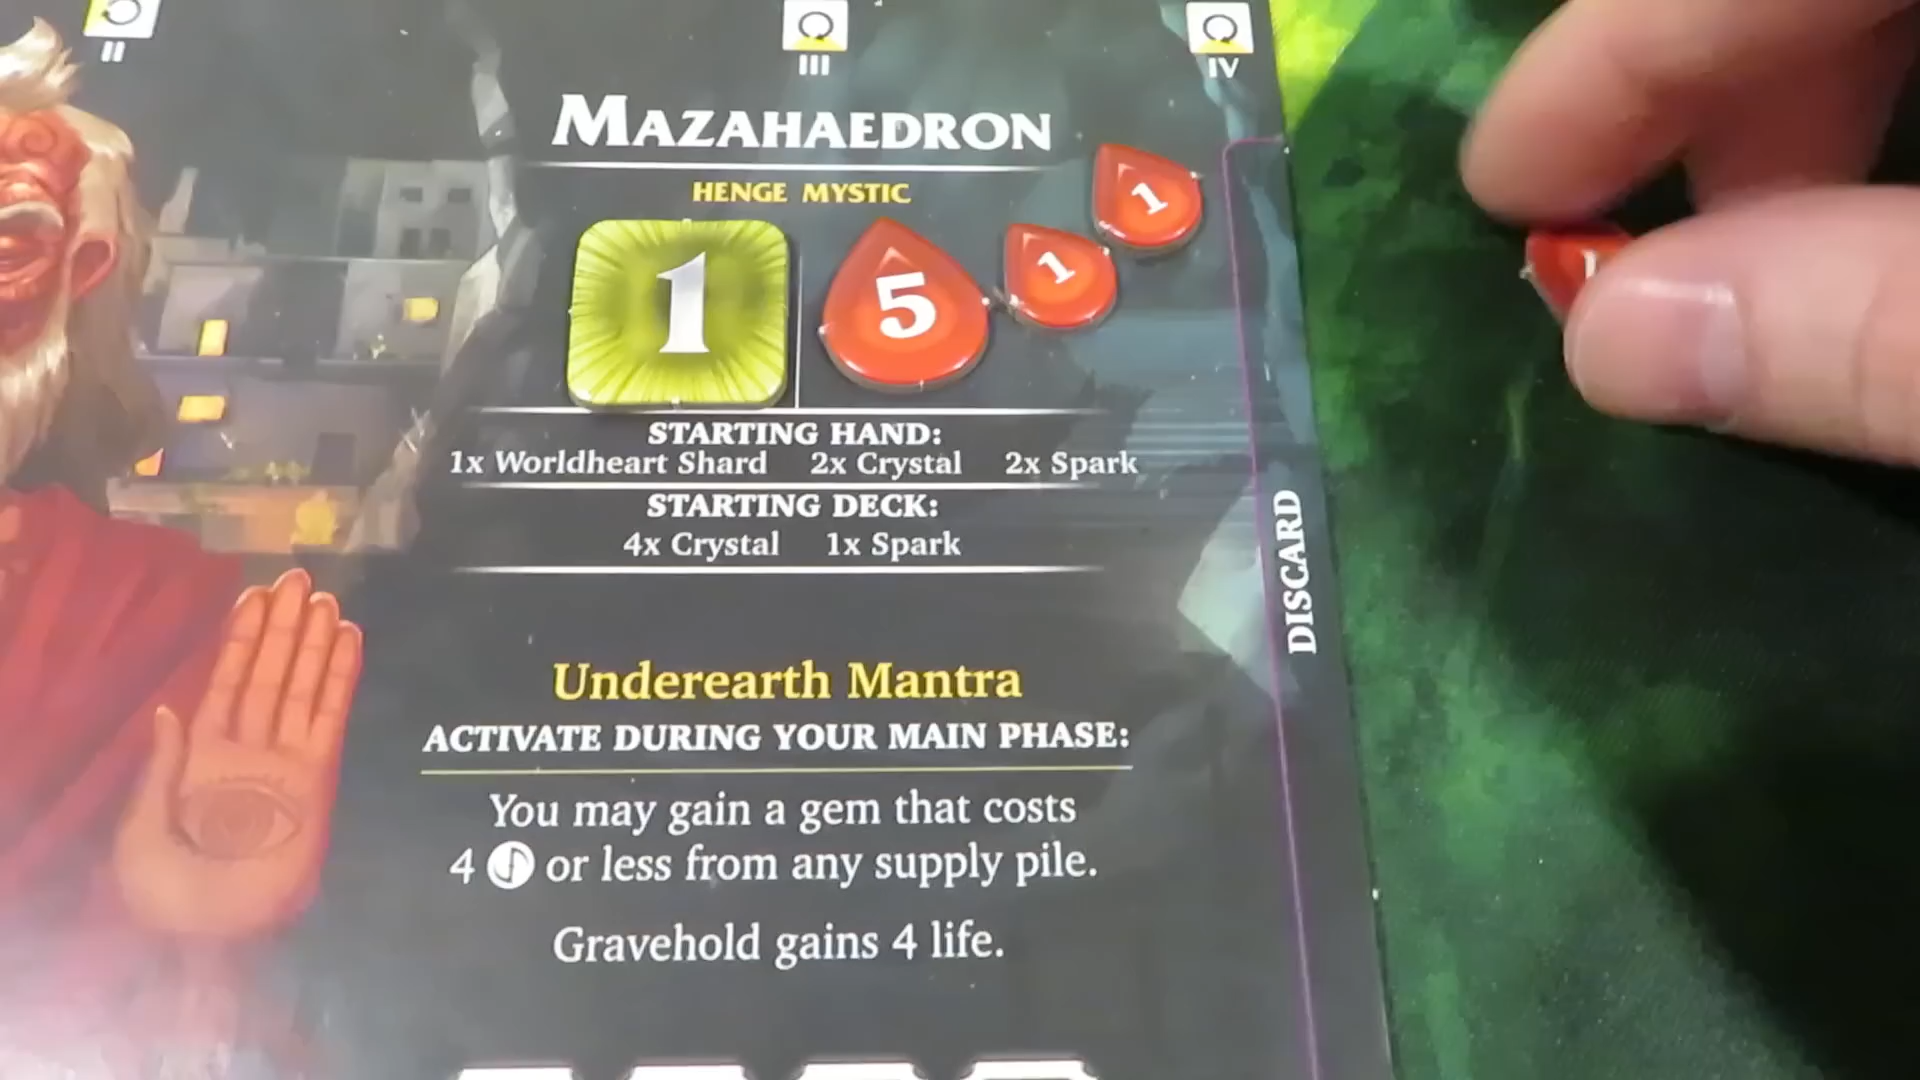 II
III
IV
MAZAHAEDRON
HENGE MYSTIC
1
5
1
1
1
STARTING HAND:
1x Worldheart Shard 2x Crystal 2x Spark
STARTING DECK:
4x Crystal 1x Spark
DISCARD
Underearth Mantra
ACTIVATE DURING YOUR MAIN PHASE:
You may gain a gem that costs
4 or less from any supply pile.
Gravehold gains 4 life.